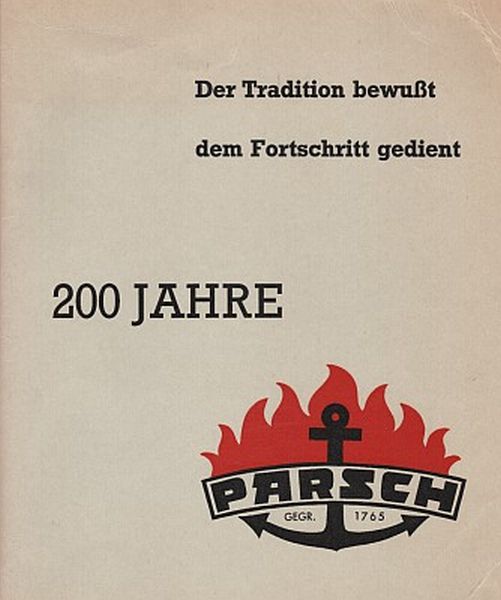 Der Tradition bewußt
dem Fortschritt gedient
200 JAHRE
PARSCH
GEGR. 1765